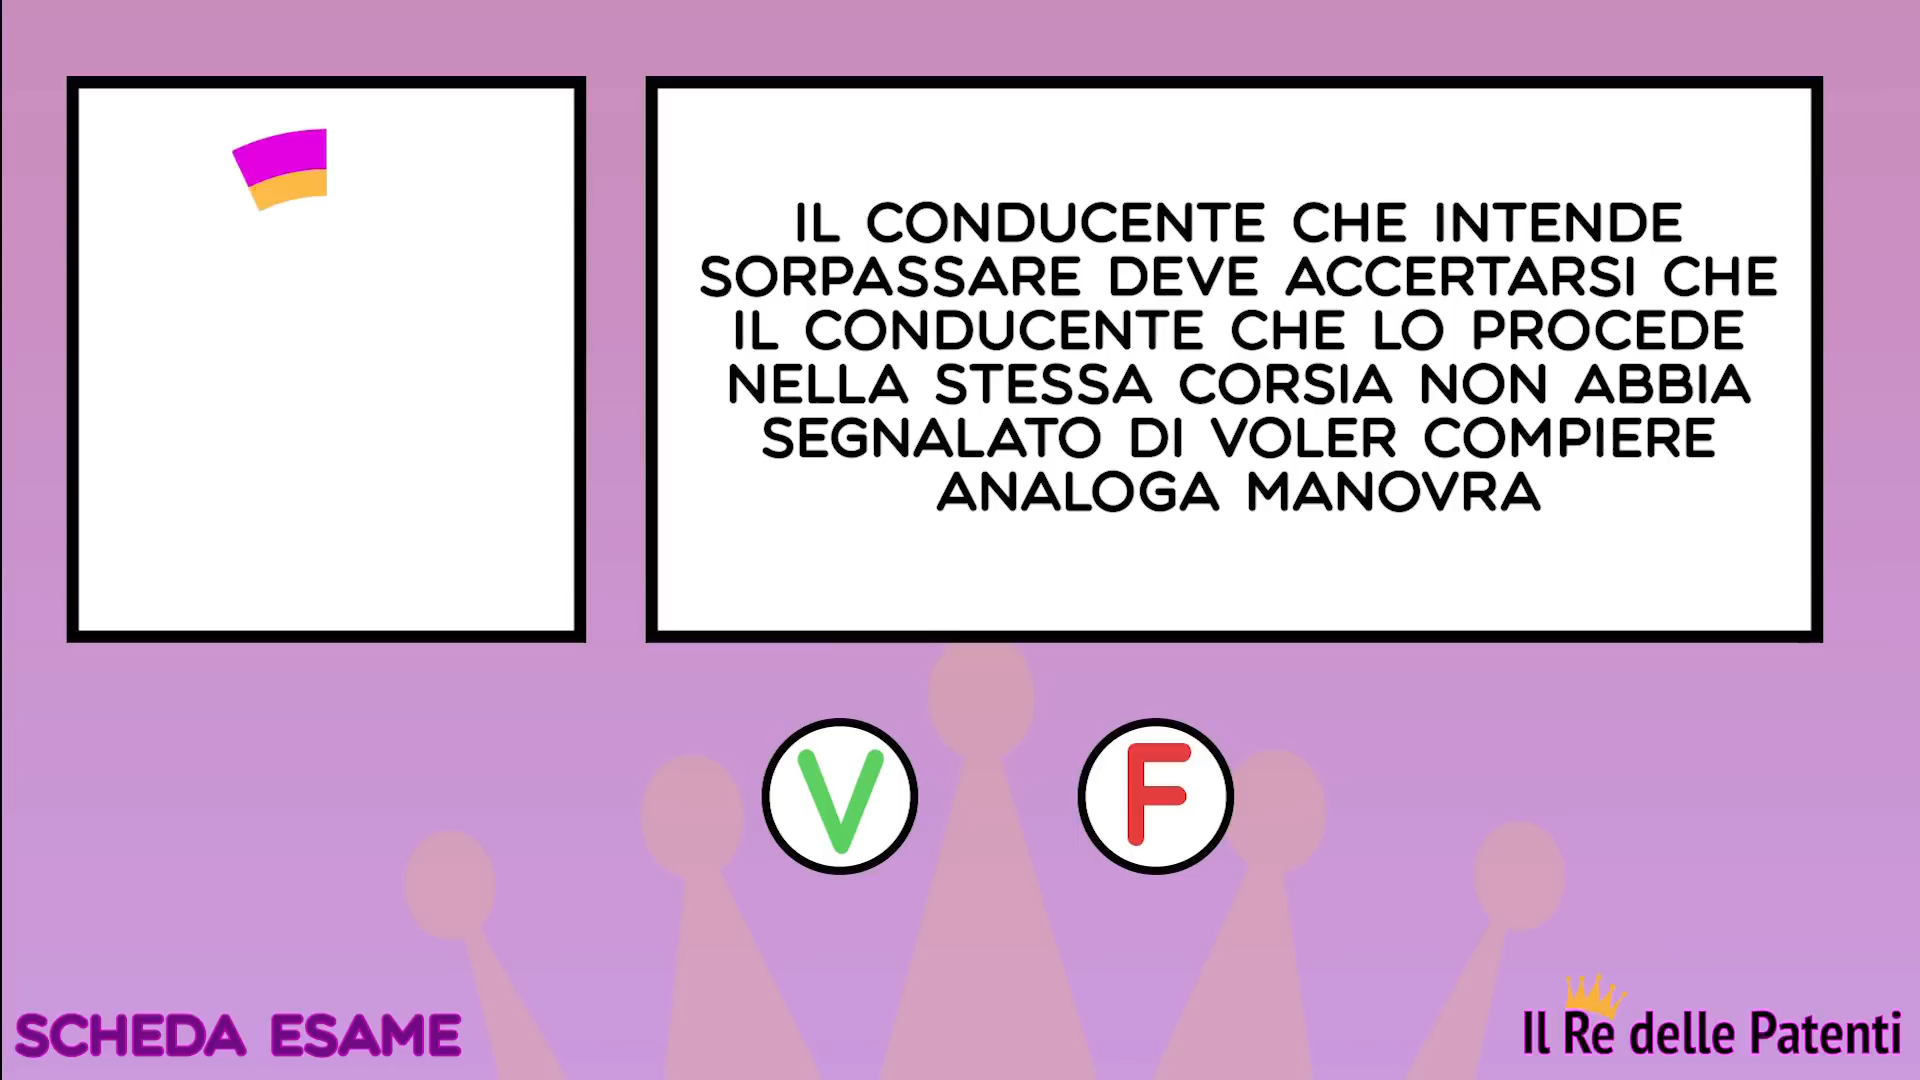 IL CONDUCENTE CHE INTENDE
SORPASSARE DEVE ACCERTARSI CHE
IL CONDUCENTE CHE LO PROCEDE
NELLA STESSA CORSIA NON ABBIA
SEGNALATO DI VOLER COMPIERE
ANALOGA MANOVRA
V F
SCHEDA ESAME
Il Re delle Patenti